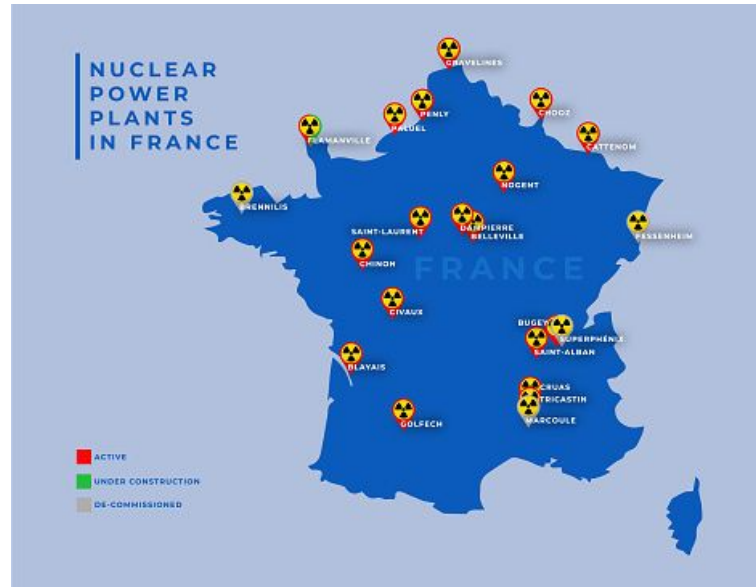 NUCLEAR
POWER
PLANTS
IN FRANCE
GRAVELINES
PENLY
PALUEL
CHOOZ
CATTENOM
FLAMANVILLE
NOGENT
BRENNILIS
SAINT-LAURENT
DAMPIERRE
BELLEVILLE
FESSENHEIM
CHINON
FRANCE
CIVAUX
BUGEY
SUPERPHÉNIX
SAINT-ALBAN
BLAYAIS
CRUAS
TRICASTIN
MARCOULE
GOLFECH
ACTIVE
UNDER CONSTRUCTION
DE-COMMISSIONED